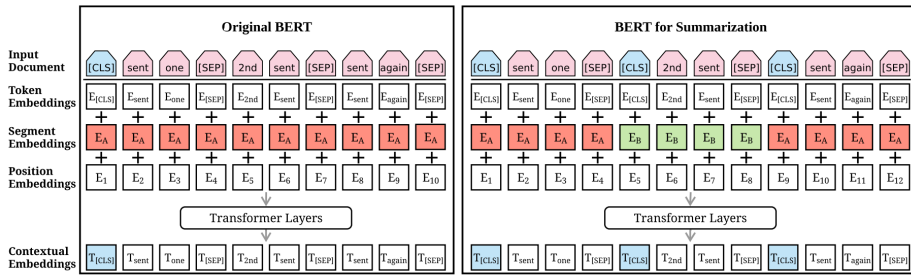 Original BERT
BERT for Summarization
Input Document
[CLS] sent one [SEP] 2nd sent [SEP] sent again [SEP]
[CLS] sent one [SEP] [CLS] 2nd sent [SEP] [CLS] sent again [SEP]
Token Embeddings
E[CLS] Esent Eone E[SEP] E2nd Esent E[SEP] Esent Eagain E[SEP]
E[CLS] Esent Eone E[SEP] E[CLS] E2nd Esent E[SEP] E[CLS] Esent Eagain E[SEP]
+ + + + + + + + + +
+ + + + + + + + + + + +
Segment Embeddings
EA EA EA EA EA EA EA EA EA EA
EA EA EA EA EB EB EB EB EA EA EA EA
+ + + + + + + + + +
+ + + + + + + + + + + +
Position Embeddings
E1 E2 E3 E4 E5 E6 E7 E8 E9 E10
E1 E2 E3 E4 E5 E6 E7 E8 E9 E10 E11 E12
Transformer Layers
Transformer Layers
Contextual Embeddings
T[CLS] Tsent Tone T[SEP] T2nd Tsent T[SEP] Tsent Tagain T[SEP]
T[CLS] Tsent Tone T[SEP] T[CLS] T2nd Tsent T[SEP] T[CLS] Tsent Tagain T[SEP]